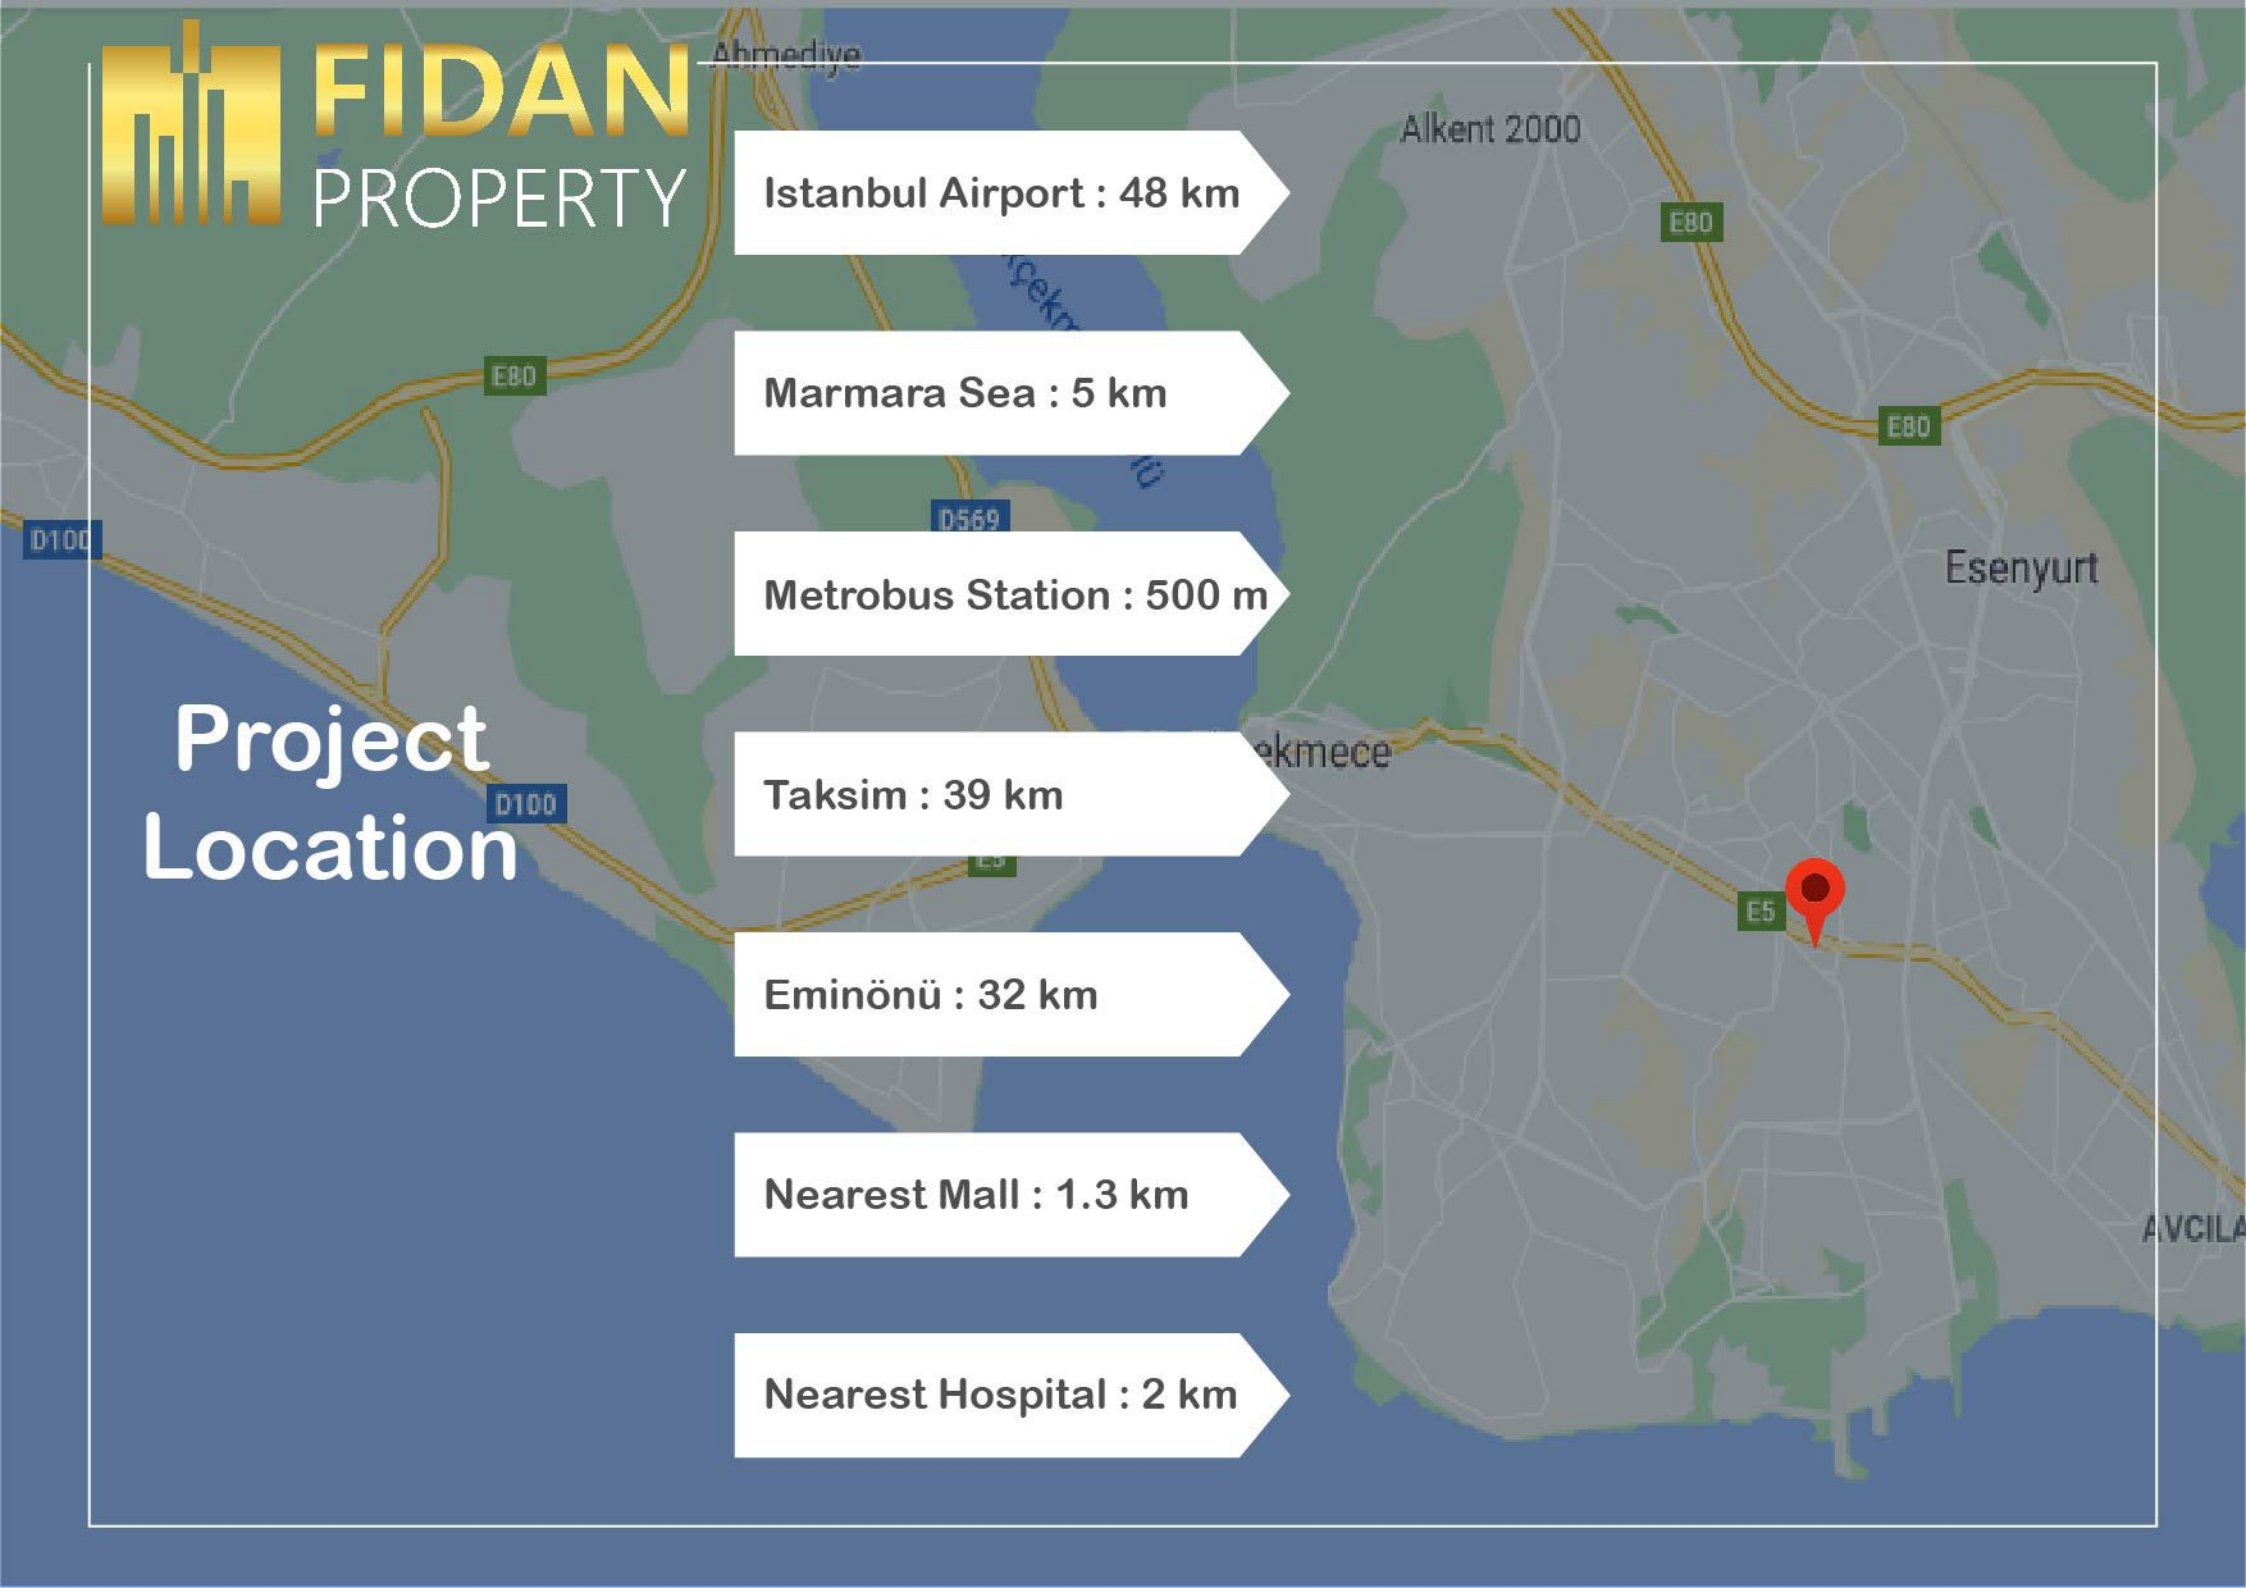 FIDAN
PROPERTY
Ahmediye
Alkent 2000
Istanbul Airport : 48 km
E80
Marmara Sea : 5 km
E80
E80
D569
D100
Esenyurt
Metrobus Station : 500 m
Project
Location
Taksim : 39 km
D100
E5
E5
Eminönü : 32 km
Nearest Mall : 1.3 km
Nearest Hospital : 2 km